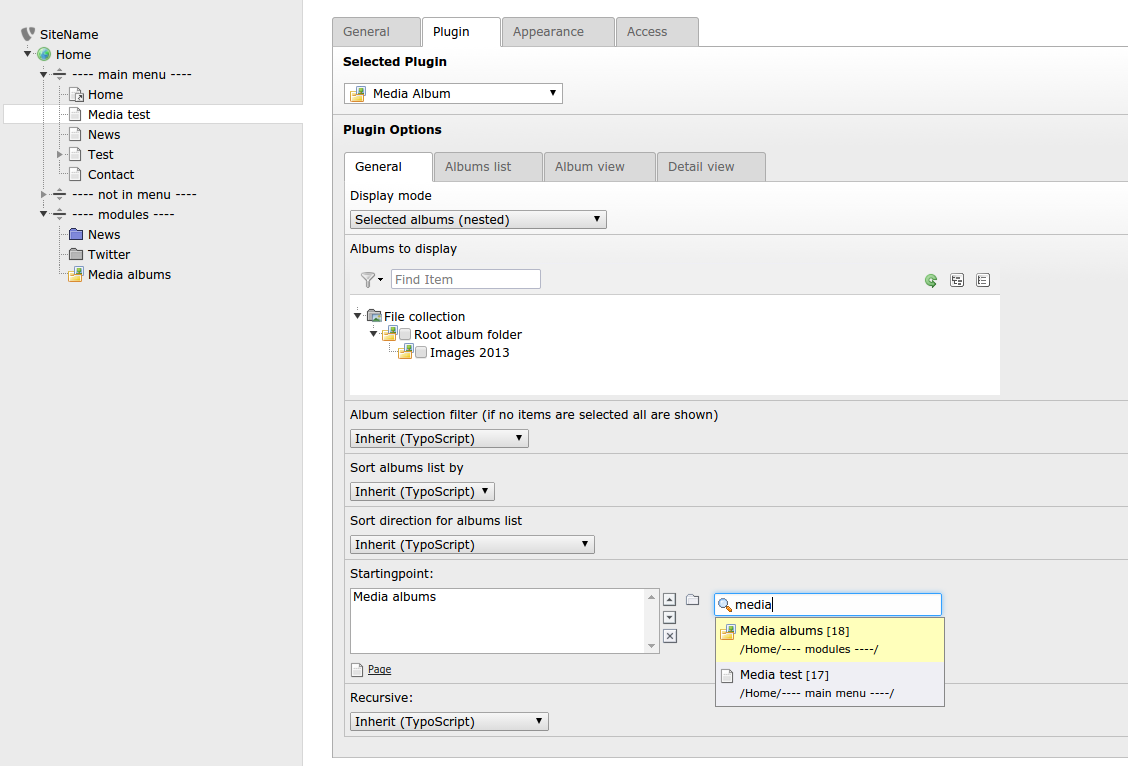 SiteName
Home
---- main menu ----
Home
Media test
News
Test
Contact
---- not in menu ----
---- modules ----
News
Twitter
Media albums
General Plugin Appearance Access
Selected Plugin
Media Album
Plugin Options
General Albums list Album view Detail view
Display mode
Selected albums (nested)
Albums to display
Find Item
File collection
Root album folder
Images 2013
Album selection filter (if no items are selected all are shown)
Inherit (TypoScript)
Sort albums list by
Inherit (TypoScript)
Sort direction for albums list
Inherit (TypoScript)
Startingpoint:
Media albums
media
Media albums [18]
/Home/---- modules ----/
Media test [17]
/Home/---- main menu ----/
Page
Recursive:
Inherit (TypoScript)